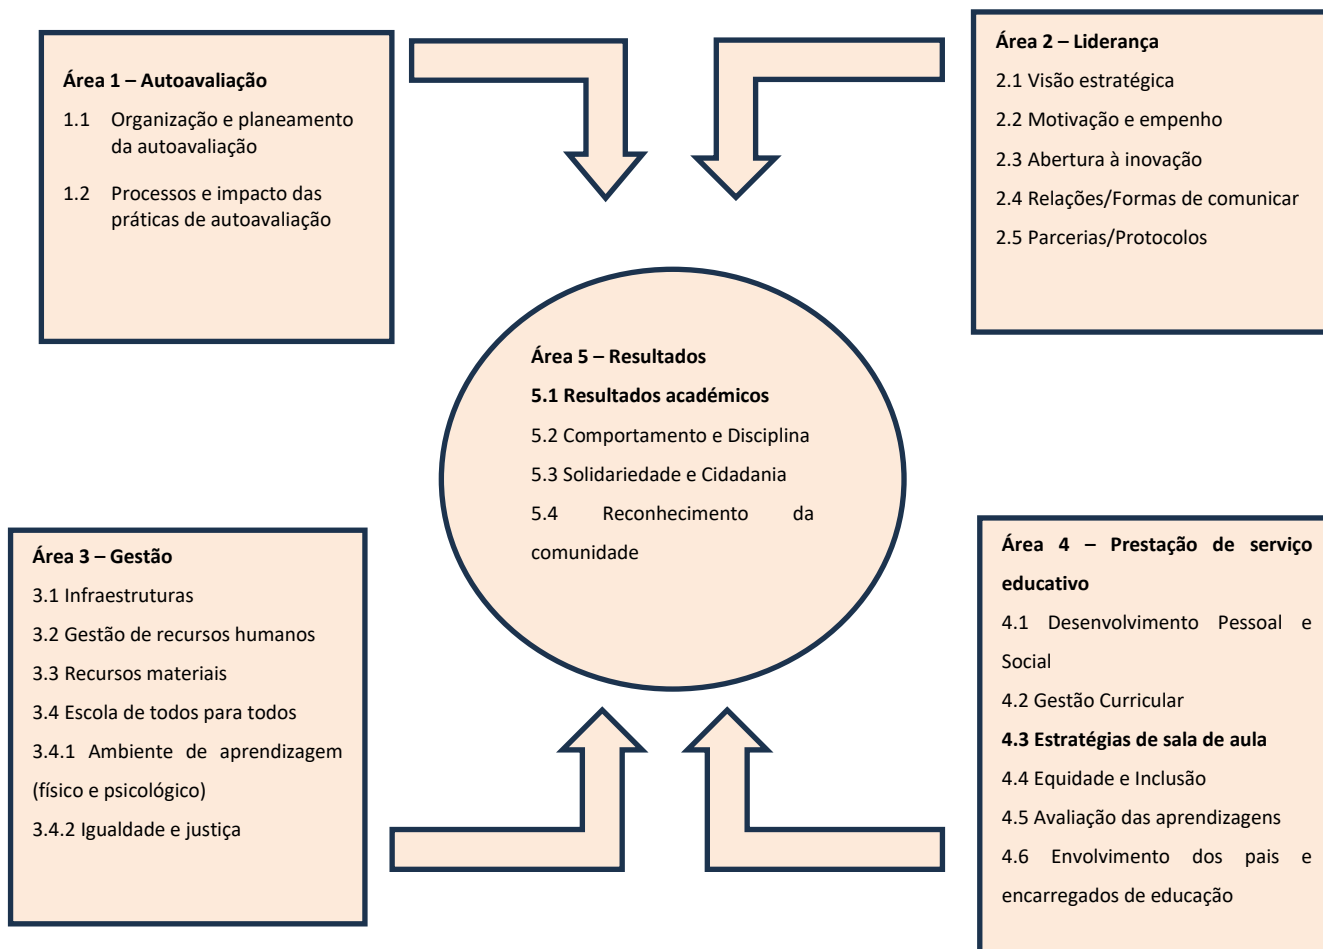 Área 1 – Autoavaliação
1.1 Organização e planeamento
da autoavaliação
1.2 Processos e impacto das
práticas de autoavaliação
Área 2 – Liderança
2.1 Visão estratégica
2.2 Motivação e empenho
2.3 Abertura à inovação
2.4 Relações/Formas de comunicar
2.5 Parcerias/Protocolos
Área 5 – Resultados
5.1 Resultados académicos
5.2 Comportamento e Disciplina
5.3 Solidariedade e Cidadania
5.4 Reconhecimento da
comunidade
Área 3 – Gestão
3.1 Infraestruturas
3.2 Gestão de recursos humanos
3.3 Recursos materiais
3.4 Escola de todos para todos
3.4.1 Ambiente de aprendizagem
(físico e psicológico)
3.4.2 Igualdade e justiça
Área 4 – Prestação de serviço
educativo
4.1 Desenvolvimento Pessoal e
Social
4.2 Gestão Curricular
4.3 Estratégias de sala de aula
4.4 Equidade e Inclusão
4.5 Avaliação das aprendizagens
4.6 Envolvimento dos pais e
encarregados de educação